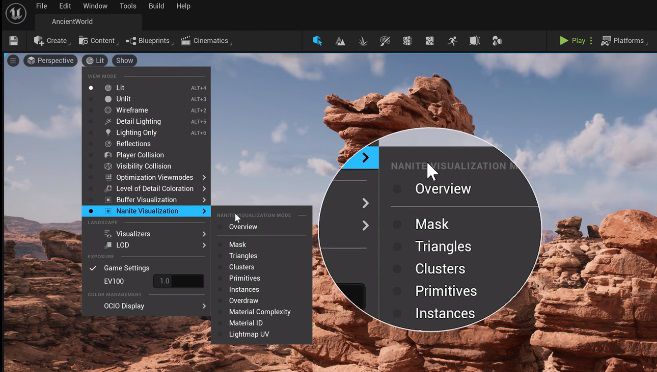 File Edit Window Tools Build Select Actor Help
AncientWorld
Create Content Blueprints Cinematics Play Platforms
Perspective Lit Show
VIEW MODE
Lit ALT+4
Unlit ALT+3
Wireframe ALT+2
Detail Lighting ALT+5
Lighting Only ALT+6
Reflections
Player Collision
Visibility Collision
Optimization Viewmodes
Level of Detail Coloration
Buffer Visualization
Nanite Visualization
LANDSCAPE
Visualizers
LOD
EXPOSURE
Game Settings
EV100 1.0
COLOR MANAGEMENT
OCIO Display
NANITE VISUALIZATION MODE
Overview
Mask
Triangles
Clusters
Primitives
Instances
Overdraw
Material Complexity
Material ID
Lightmap UV
NANITE VISUALIZATION M
Overview
Mask
Triangles
Clusters
Primitives
Instances